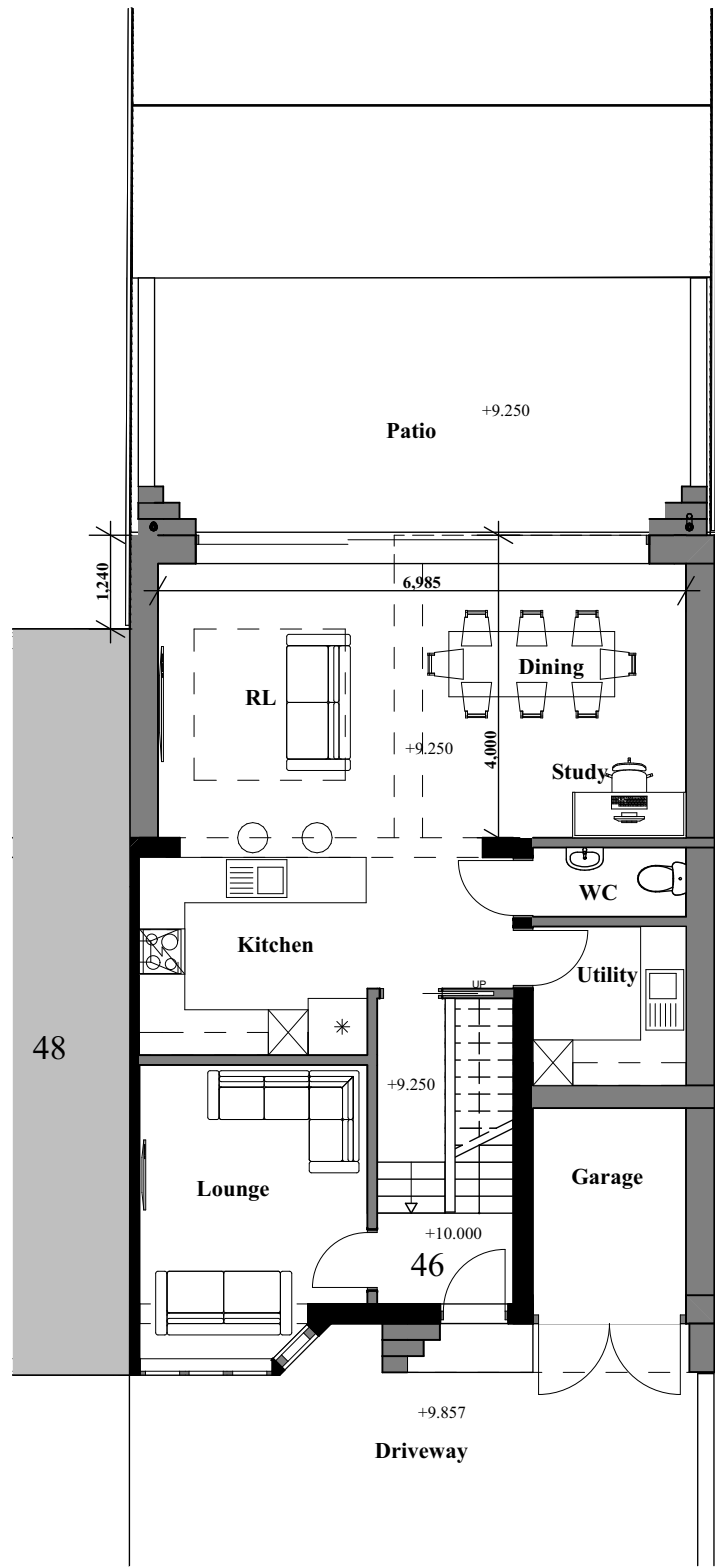 +9.250
Patio
1,240
6,985
Dining
RL
+9.250
4,000
Study
WC
Kitchen
Utility
UP
48
+9.250
Lounge
Garage
+10.000
46
+9.857
Driveway